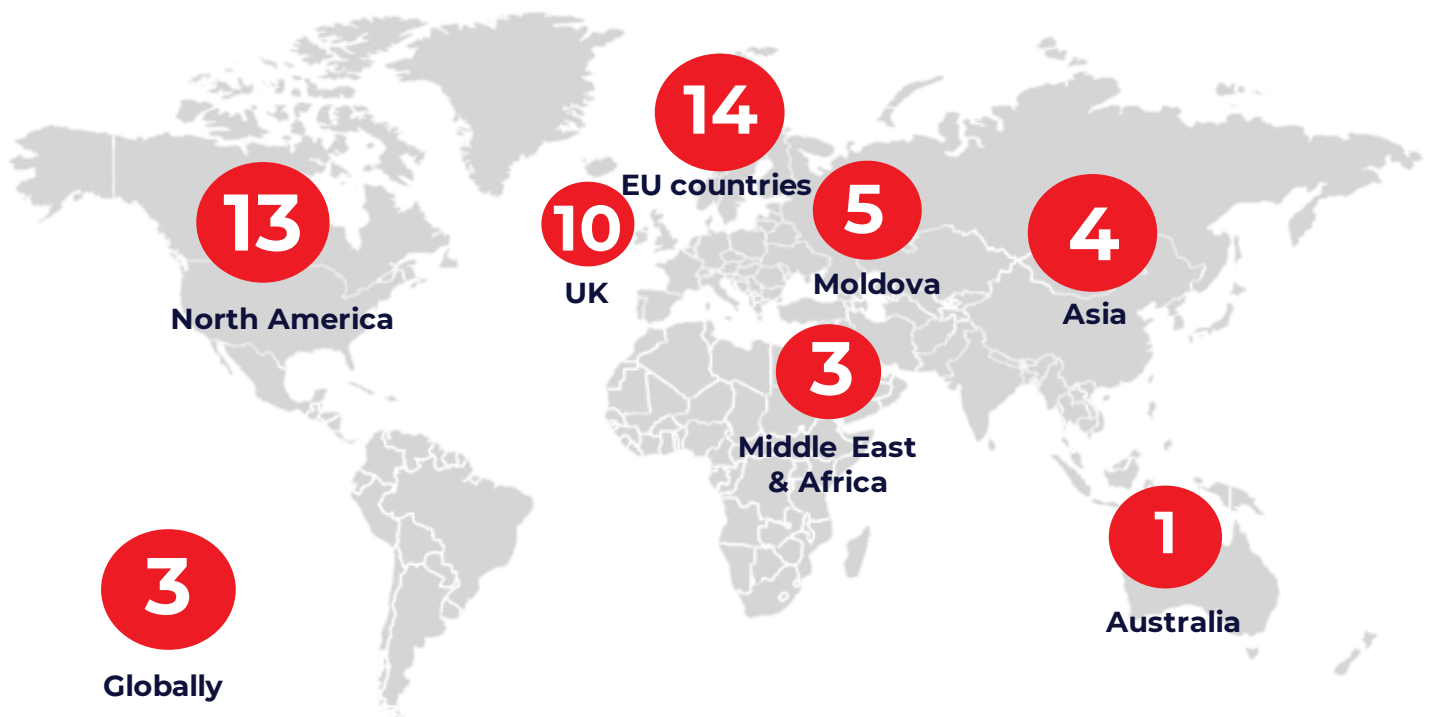 14
EU countries
13
North America
10
UK
5
Moldova
4
Asia
3
Middle East
& Africa
1
Australia
3
Globally